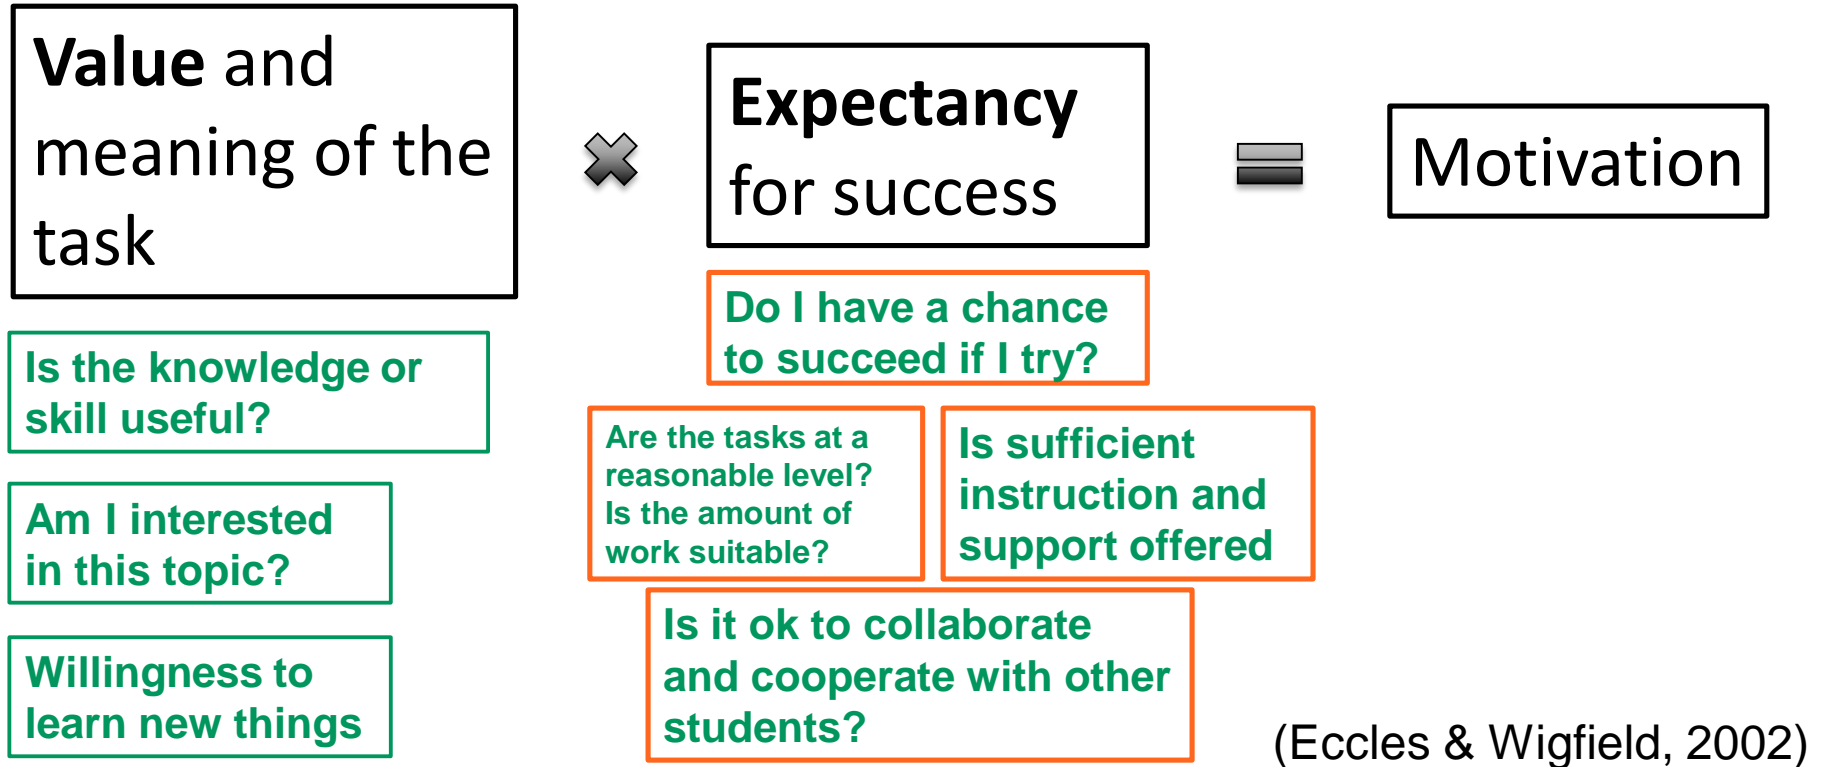 Value and
meaning of the
task
Expectancy
for success
Motivation
Is the knowledge or
skill useful?
Am I interested
in this topic?
Willingness to
learn new things
Do I have a chance
to succeed if I try?
Are the tasks at a
reasonable level?
Is the amount of
work suitable?
Is sufficient
instruction and
support offered
Is it ok to collaborate
and cooperate with other
students?
(Eccles & Wigfield, 2002)